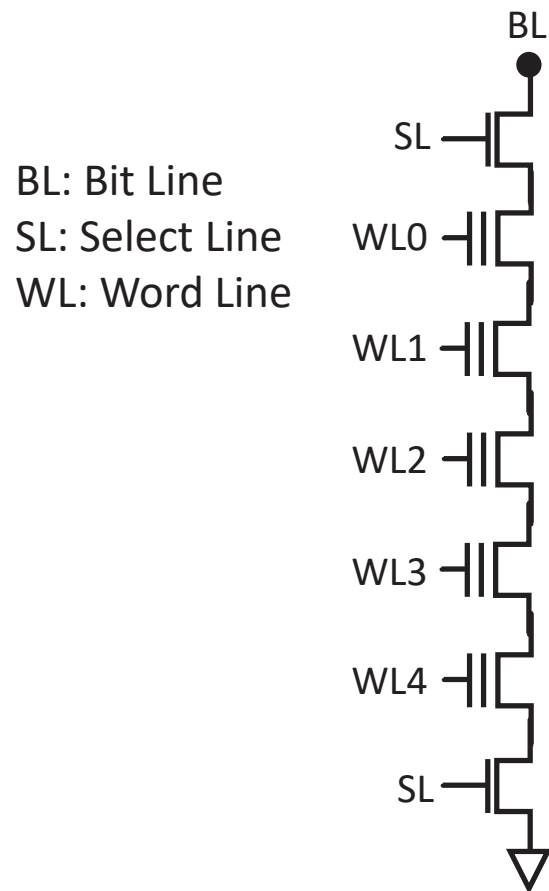 BL
SL
BL: Bit Line
SL: Select Line
WL: Word Line
WL0
WL1
WL2
WL3
WL4
SL